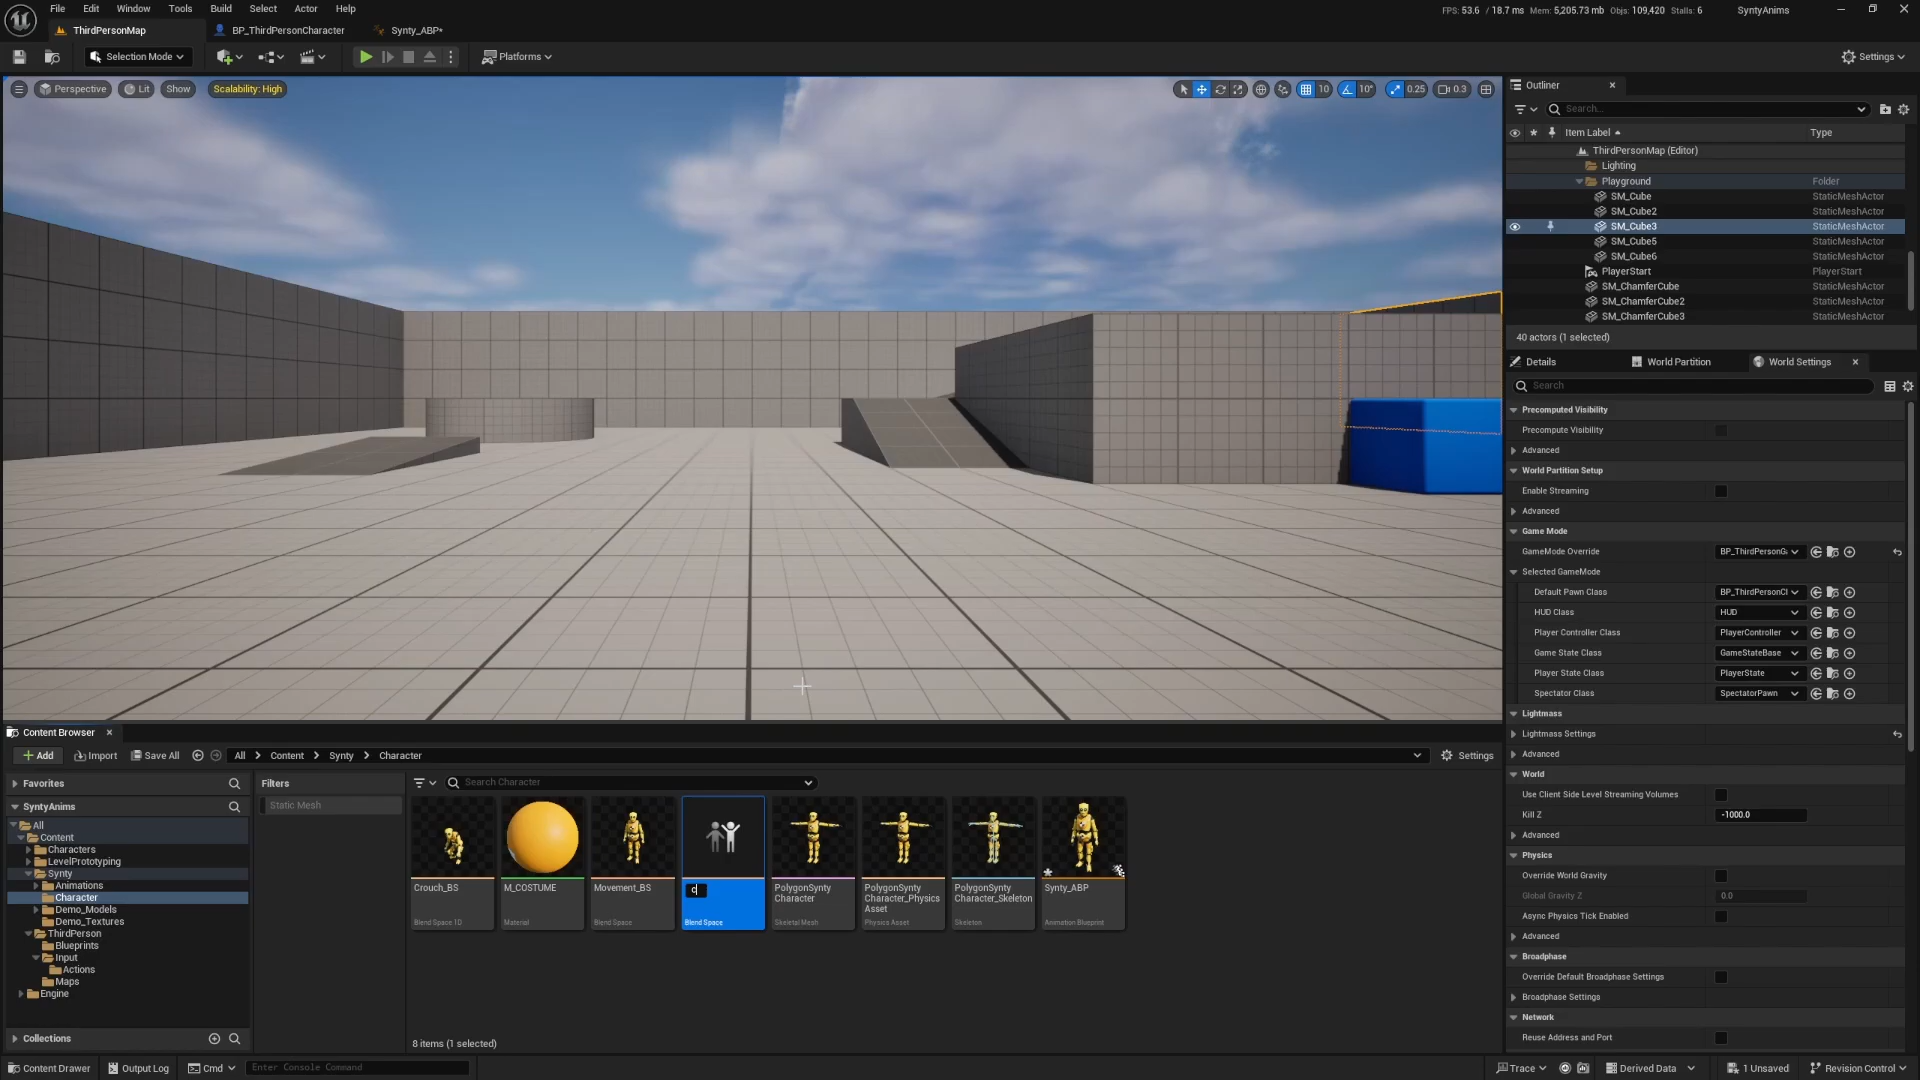 File Edit Window Tools Build Select Actor Help
FPS: 53.6 / 18.7 ms Mem: 5,205.73 mb Objs: 109,420 Stalls: 6 SyntyAnims
ThirdPersonMap BP_ThirdPersonCharacter Synty_ABP*
Selection Mode Platforms Settings
Perspective Lit Show Scalability: High
10 10° 0.25 0.3
Outliner
Search...
Item Label Type
ThirdPersonMap (Editor)
Lighting
Playground Folder
SM_Cube StaticMeshActor
SM_Cube2 StaticMeshActor
SM_Cube3 StaticMeshActor
SM_Cube5 StaticMeshActor
SM_Cube6 StaticMeshActor
PlayerStart PlayerStart
SM_ChamferCube StaticMeshActor
SM_ChamferCube2 StaticMeshActor
SM_ChamferCube3 StaticMeshActor
40 actors (1 selected)
Details World Partition World Settings
Search
Precomputed Visibility
Precompute Visibility
Advanced
World Partition Setup
Enable Streaming
Advanced
Game Mode
GameMode Override BP_ThirdPersonGa
Selected GameMode
Default Pawn Class BP_ThirdPersonCl
HUD Class HUD
Player Controller Class PlayerController
Game State Class GameStateBase
Player State Class PlayerState
Spectator Class SpectatorPawn
Lightmass
Lightmass Settings
Advanced
World
Use Client Side Level Streaming Volumes
Kill Z -1000.0
Advanced
Physics
Override World Gravity
Global Gravity Z 0.0
Async Physics Tick Enabled
Advanced
Broadphase
Override Default Broadphase Settings
Broadphase Settings
Network
Reuse Address and Port
Content Browser
Add Import Save All All Content Synty Character Settings
Favorites
SyntyAnims
All
Content
Characters
LevelPrototyping
Synty
Animations
Character
Demo_Models
Demo_Textures
ThirdPerson
Blueprints
Input
Actions
Maps
Engine
Collections
Filters
Static Mesh
Search Character
Crouch_BS
Blend Space 1D
M_COSTUME
Material
Movement_BS
Blend Space
c
Blend Space
PolygonSynty
Character
Skeletal Mesh
PolygonSynty
Character_Physics
Asset
Physics Asset
PolygonSynty
Character_Skeleton
Skeleton
Synty_ABP
Animation Blueprint
8 items (1 selected)
Content Drawer Output Log Cmd Enter Console Command
Trace Derived Data 1 Unsaved Revision Control